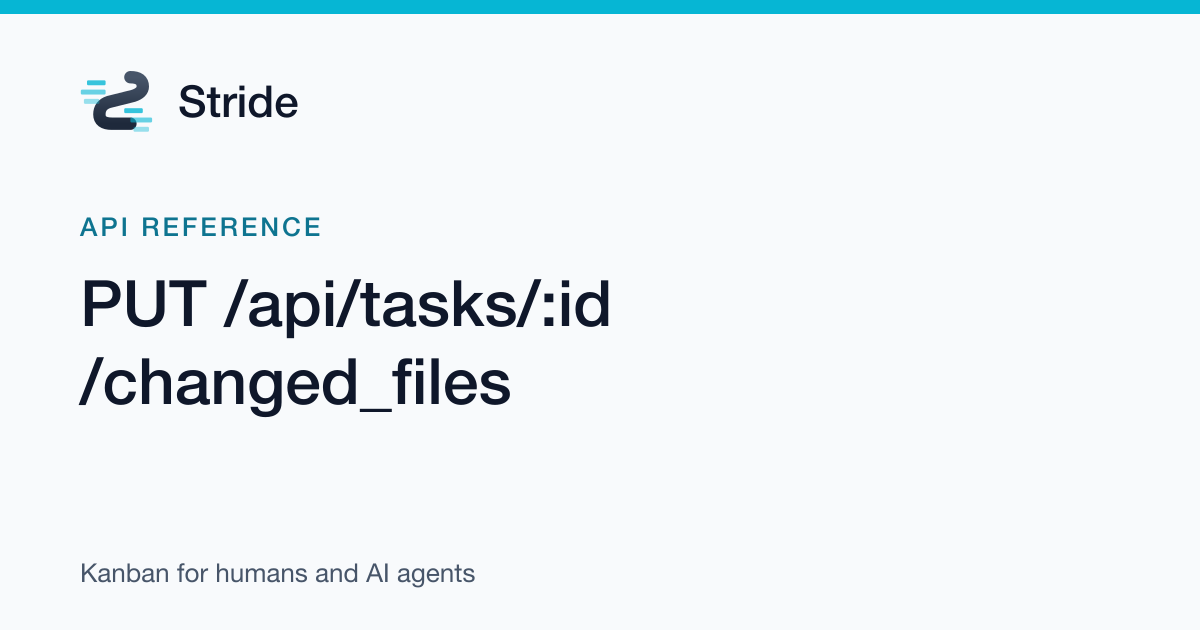 Stride
API REFERENCE
PUT /api/tasks/:id
/changed_files
Kanban for humans and AI agents